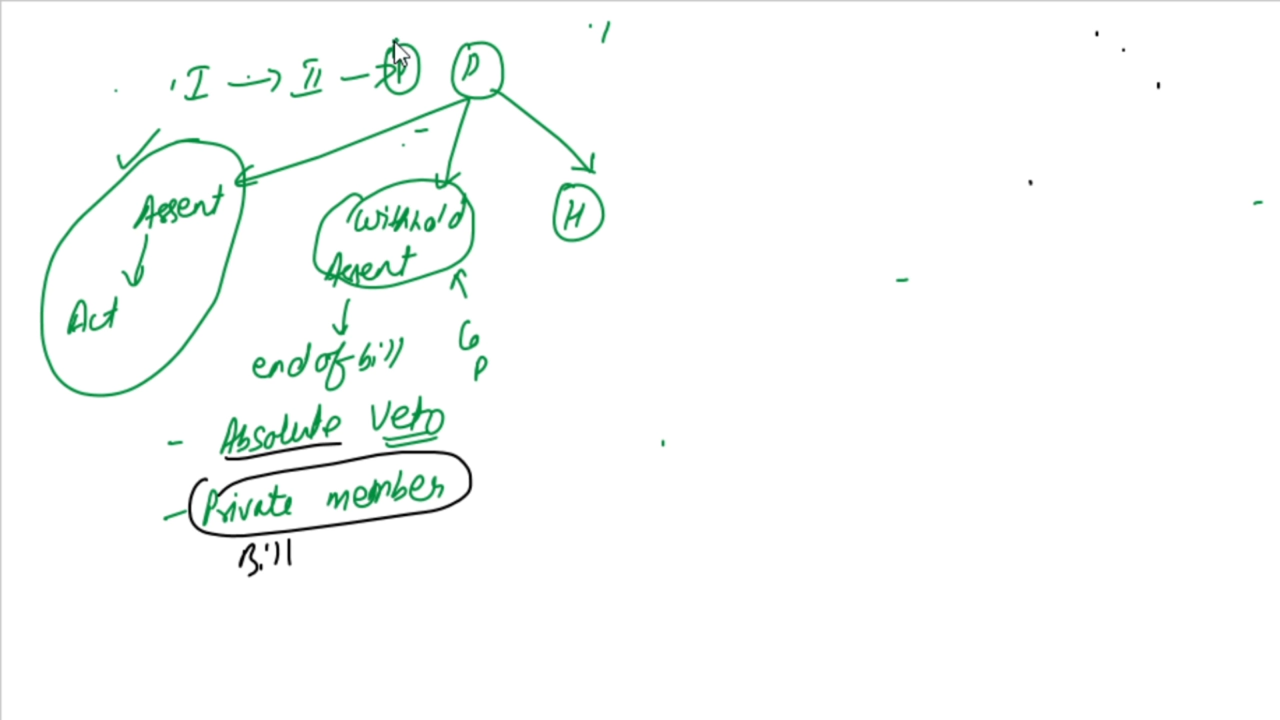 I → II → P P
Assent
Act
Withhold
Assent
H
G
P
end of bill
- Absolute Veto
- Private member
Bill